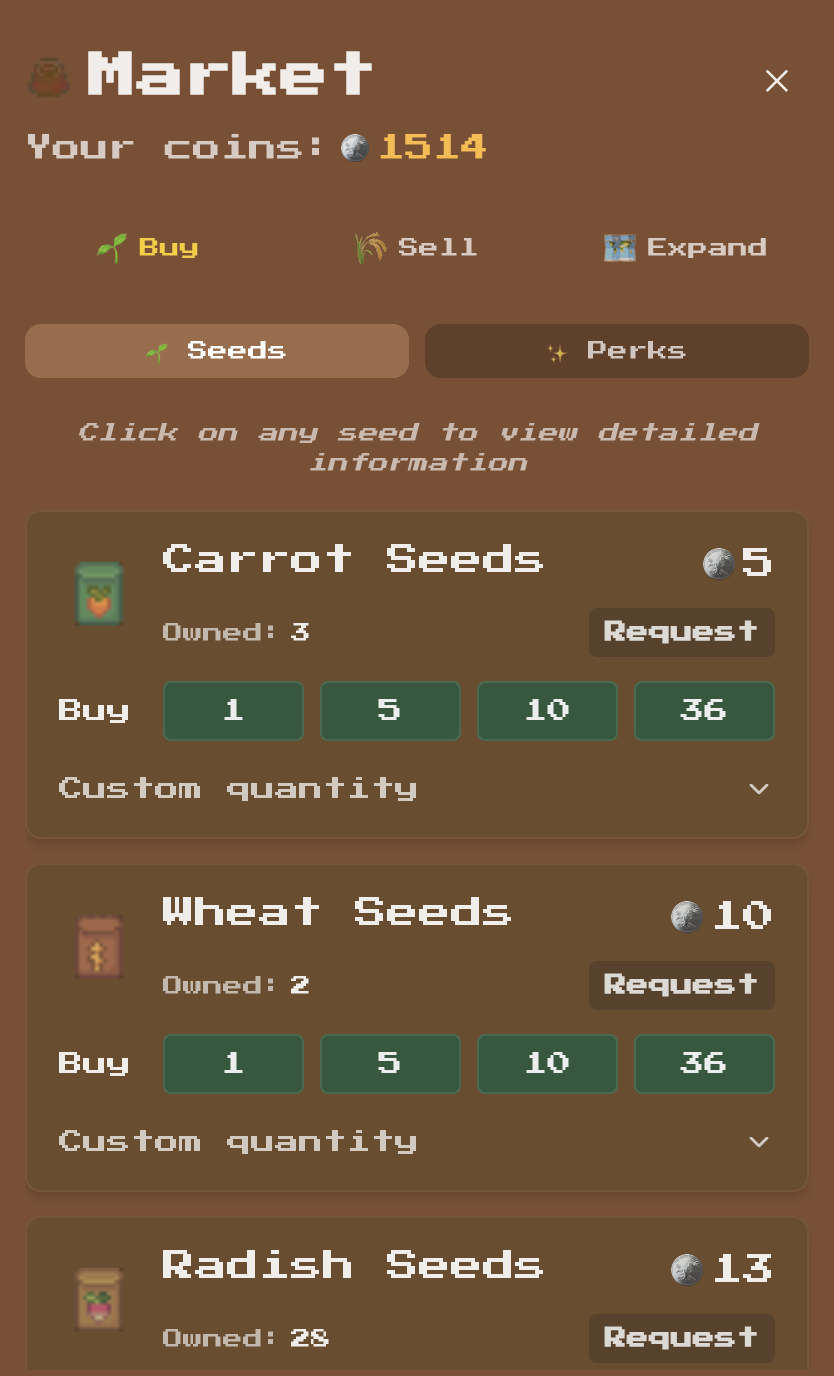 Market
Your coins: 1514
Buy Sell Expand
Seeds Perks
Click on any seed to view detailed
information
Carrot Seeds 5
Owned: 3 Request
Buy 1 5 10 36
Custom quantity
Wheat Seeds 10
Owned: 2 Request
Buy 1 5 10 36
Custom quantity
Radish Seeds 13
Owned: 28 Request